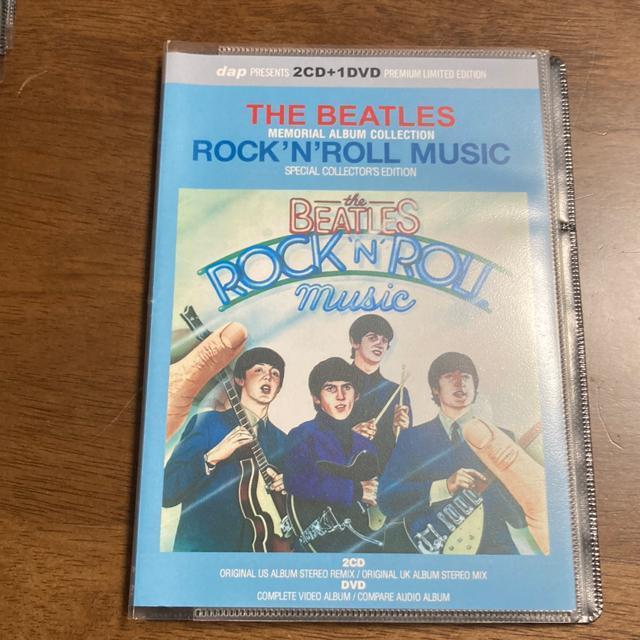 dap PRESENTS 2CD+1DVD PREMIUM LIMITED EDITION
THE BEATLES
MEMORIAL ALBUM COLLECTION
ROCK'N'ROLL MUSIC
SPECIAL COLLECTOR'S EDITION
the
BEATLES
ROCK 'N' ROLL
music
2CD
ORIGINAL US ALBUM STEREO REMIX / ORIGINAL UK ALBUM STEREO MIX
DVD
COMPLETE VIDEO ALBUM / COMPARE AUDIO ALBUM